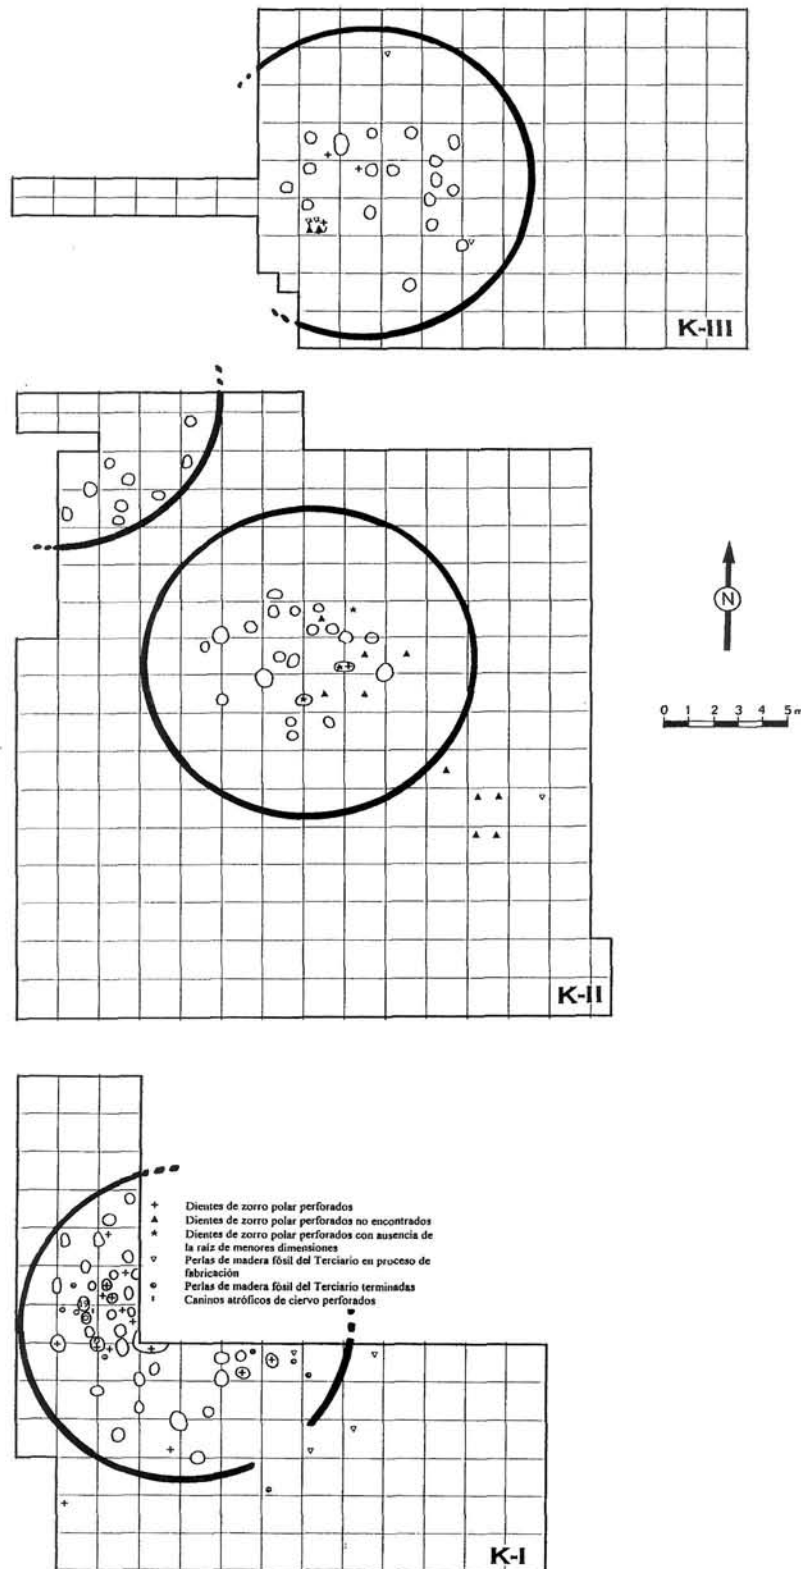 K-III
N
0 1 2 3 4 5 m
K-II
Dientes de zorro polar perforados
Dientes de zorro polar perforados no encontrados
Dientes de zorro polar perforados con ausencia de
la raíz de menores dimensiones
Perlas de madera fósil del Terciario en proceso de
fabricación
Perlas de madera fósil del Terciario terminadas
Caninos atróficos de ciervo perforados
K-I